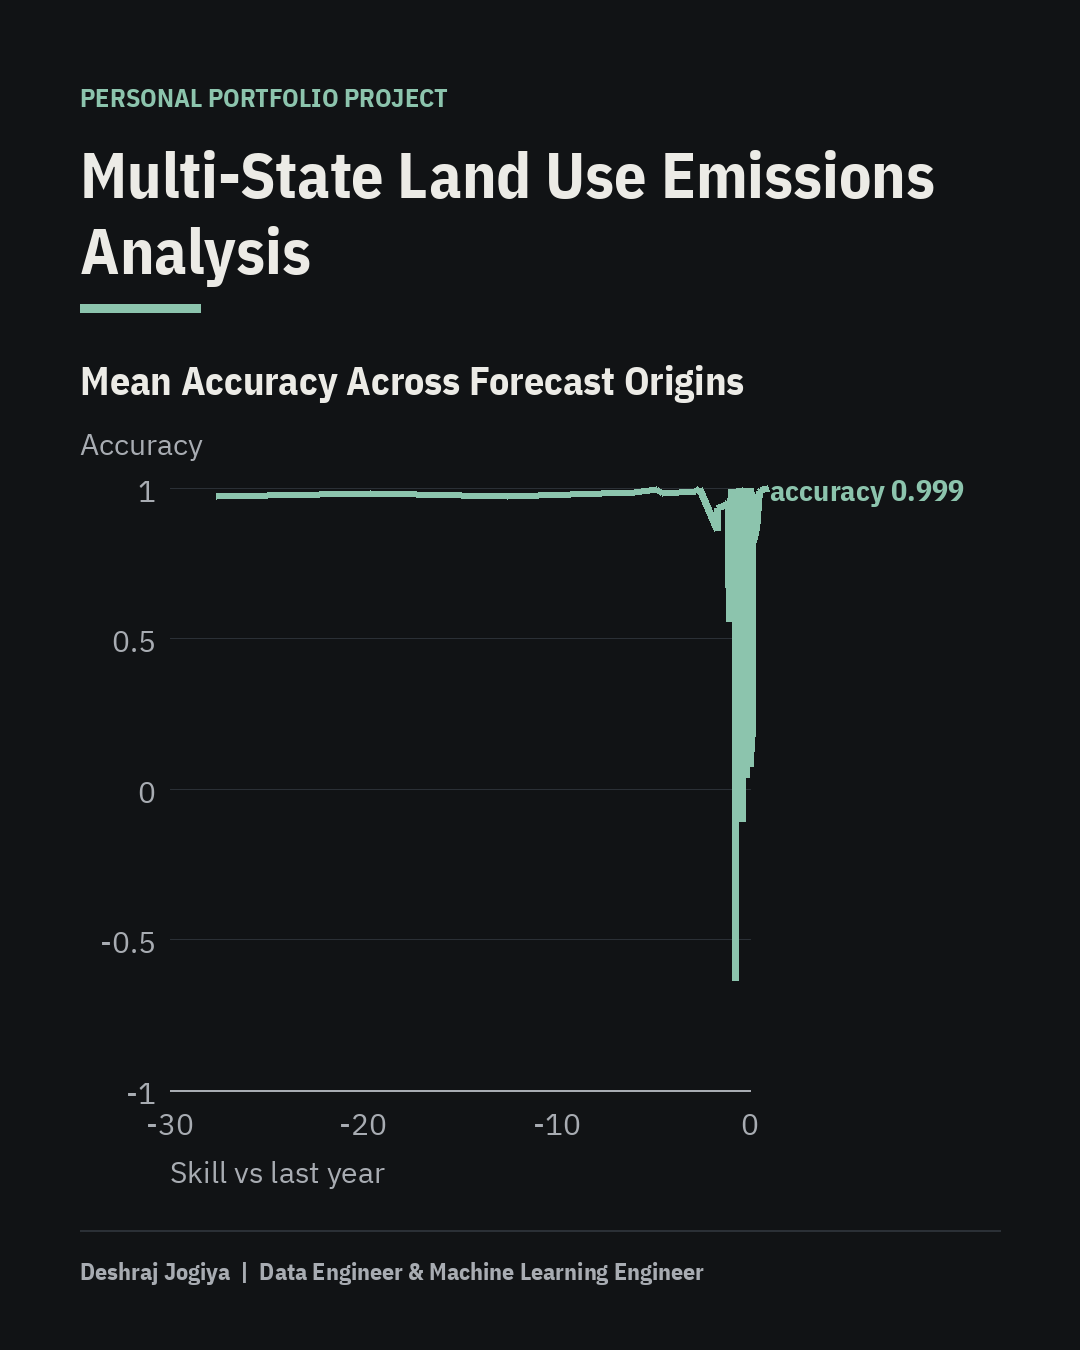 PERSONAL PORTFOLIO PROJECT
Multi-State Land Use Emissions
Analysis
Mean Accuracy Across Forecast Origins
Accuracy
1
accuracy 0.999
0.5
0
-0.5
-1
-30 -20 -10 0
Skill vs last year
Deshraj Jogiya | Data Engineer & Machine Learning Engineer